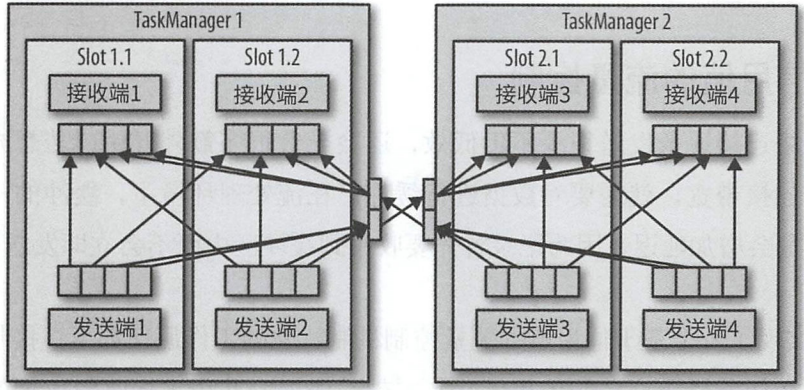 TaskManager 1
TaskManager 2
Slot 1.1
Slot 1.2
Slot 2.1
Slot 2.2
接收端1
接收端2
接收端3
接收端4
发送端1
发送端2
发送端3
发送端4